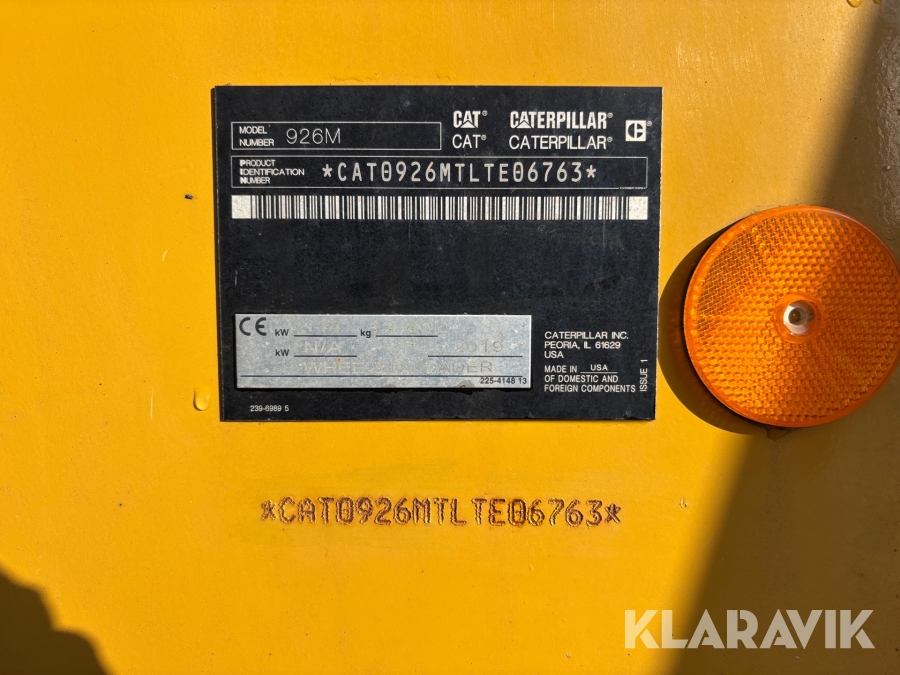 CAT® CATERPILLAR®
MODEL NUMBER 926M
CAT® CATERPILLAR®
PRODUCT IDENTIFICATION NUMBER *CAT0926MTLTE06763*
CE kW kg
kW N/A 2019
WHEEL LOADER
225-4148 13
CATERPILLAR INC.
PEORIA, IL 61629
USA
MADE IN USA
OF DOMESTIC AND
FOREIGN COMPONENTS
ISSUE 1
239-6989 5
*CAT0926MTLTE06763*
KLARAVIK